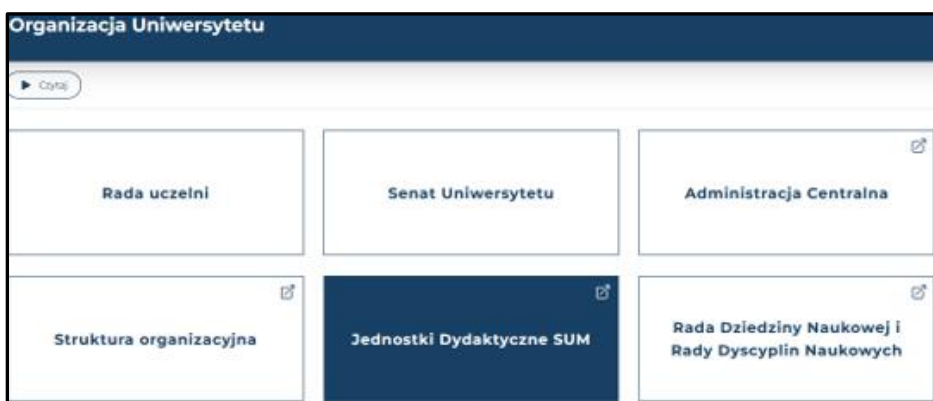 Organizacja Uniwersytetu
Czytaj
Rada uczelni
Senat Uniwersytetu
Administracja Centralna
Struktura organizacyjna
Jednostki Dydaktyczne SUM
Rada Dziedziny Naukowej i
Rady Dyscyplin Naukowych